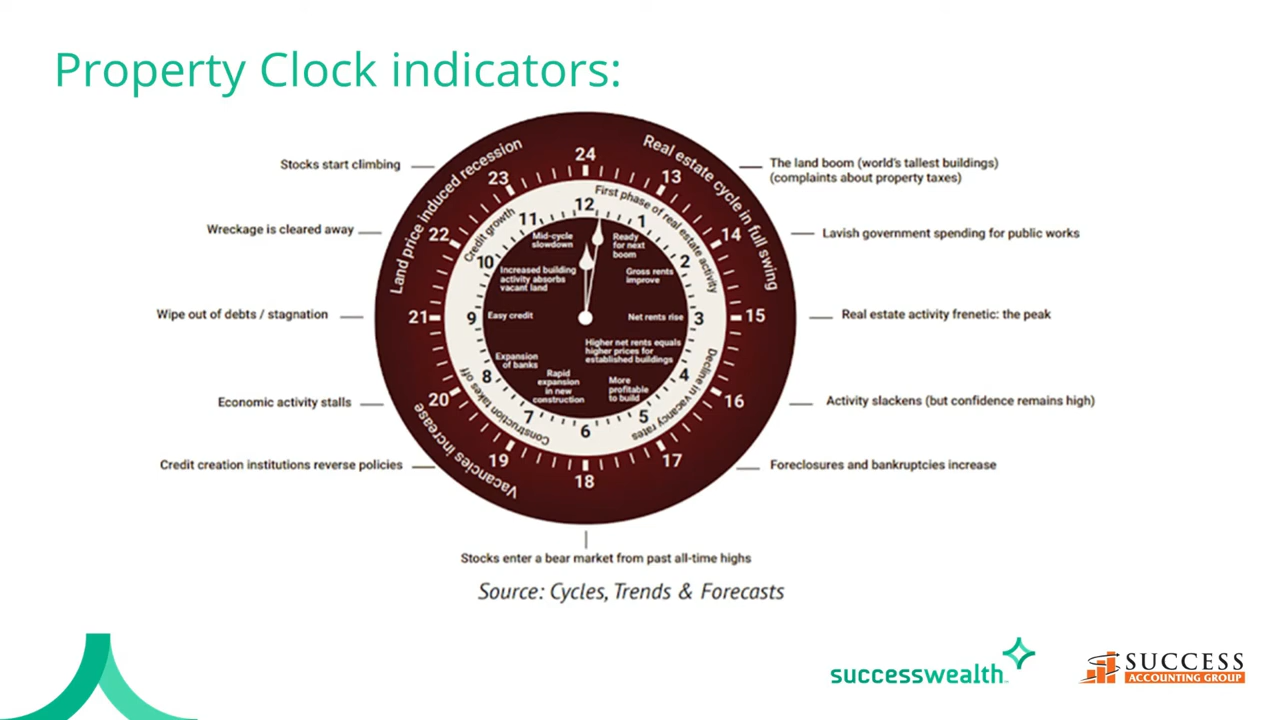 Property Clock indicators:
Stocks start climbing
Wreckage is cleared away
Wipe out of debts / stagnation
Economic activity stalls
Credit creation institutions reverse policies
Land price induced recession
Real estate cycle in full swing
Vacancies increase
24
13
14
15
16
17
18
19
20
21
22
23
First phase of real estate activity
Decline in vacancy rates
Construction takes off
Credit growth
12
1
2
3
4
5
6
7
8
9
10
11
Mid-cycle
slowdown
Ready
for next
boom
Increased building
activity absorbs
vacant land
Gross rents
improve
Easy credit
Net rents rise
Higher net rents equals
higher prices for
established buildings
Expansion
of banks
Rapid
expansion
in new
construction
More
profitable
to build
The land boom (world's tallest buildings)
(complaints about property taxes)
Lavish government spending for public works
Real estate activity frenetic: the peak
Activity slackens (but confidence remains high)
Foreclosures and bankruptcies increase
Stocks enter a bear market from past all-time highs
Source: Cycles, Trends & Forecasts
successwealth
SUCCESS
ACCOUNTING GROUP